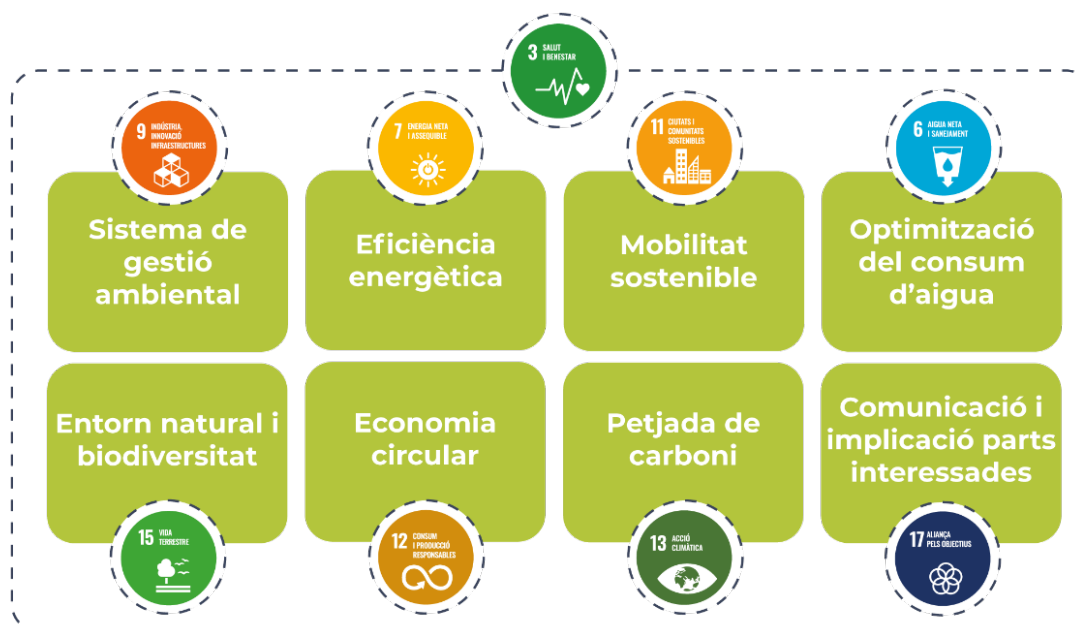 3 SALUT
I BENESTAR
9 INDÚSTRIA,
INNOVACIÓ
INFRAESTRUCTURES
7 ENERGIA NETA
I ASSEQUIBLE
11 CIUTATS I
COMUNITATS
SOSTENIBLES
6 AIGUA NETA
I SANEJAMENT
Sistema de
gestió
ambiental
Eficiència
energètica
Mobilitat
sostenible
Optimització
del consum
d’aigua
Entorn natural i
biodiversitat
Economia
circular
Petjada de
carboni
Comunicació i
implicació parts
interessades
15 VIDA
TERRESTRE
12 CONSUM
I PRODUCCIÓ
RESPONSABLES
13 ACCIÓ
CLIMÀTICA
17 ALIANÇA
PELS OBJECTIUS